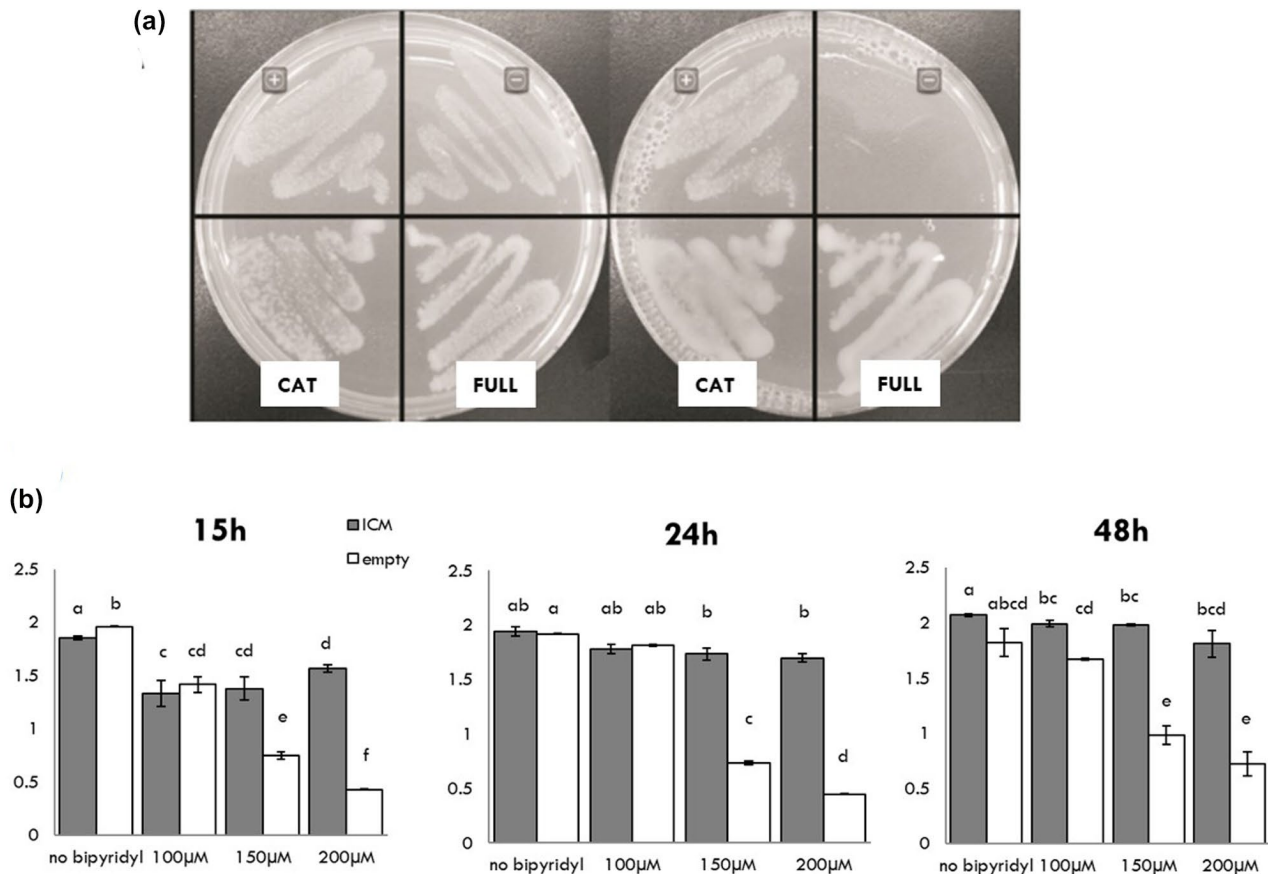 (a)
+ − + −
CAT FULL CAT FULL
(b)
15h
ICM
empty
2.5
2
1.5
1
0.5
0
a b c cd cd e d f
no bipyridyl 100µM 150µM 200µM
24h
2.5
2
1.5
1
0.5
0
ab a ab ab b c b d
no bipyridyl 100µM 150µM 200µM
48h
2.5
2
1.5
1
0.5
0
a abcd bc cd bc e bcd e
no bipyridyl 100µM 150µM 200µM